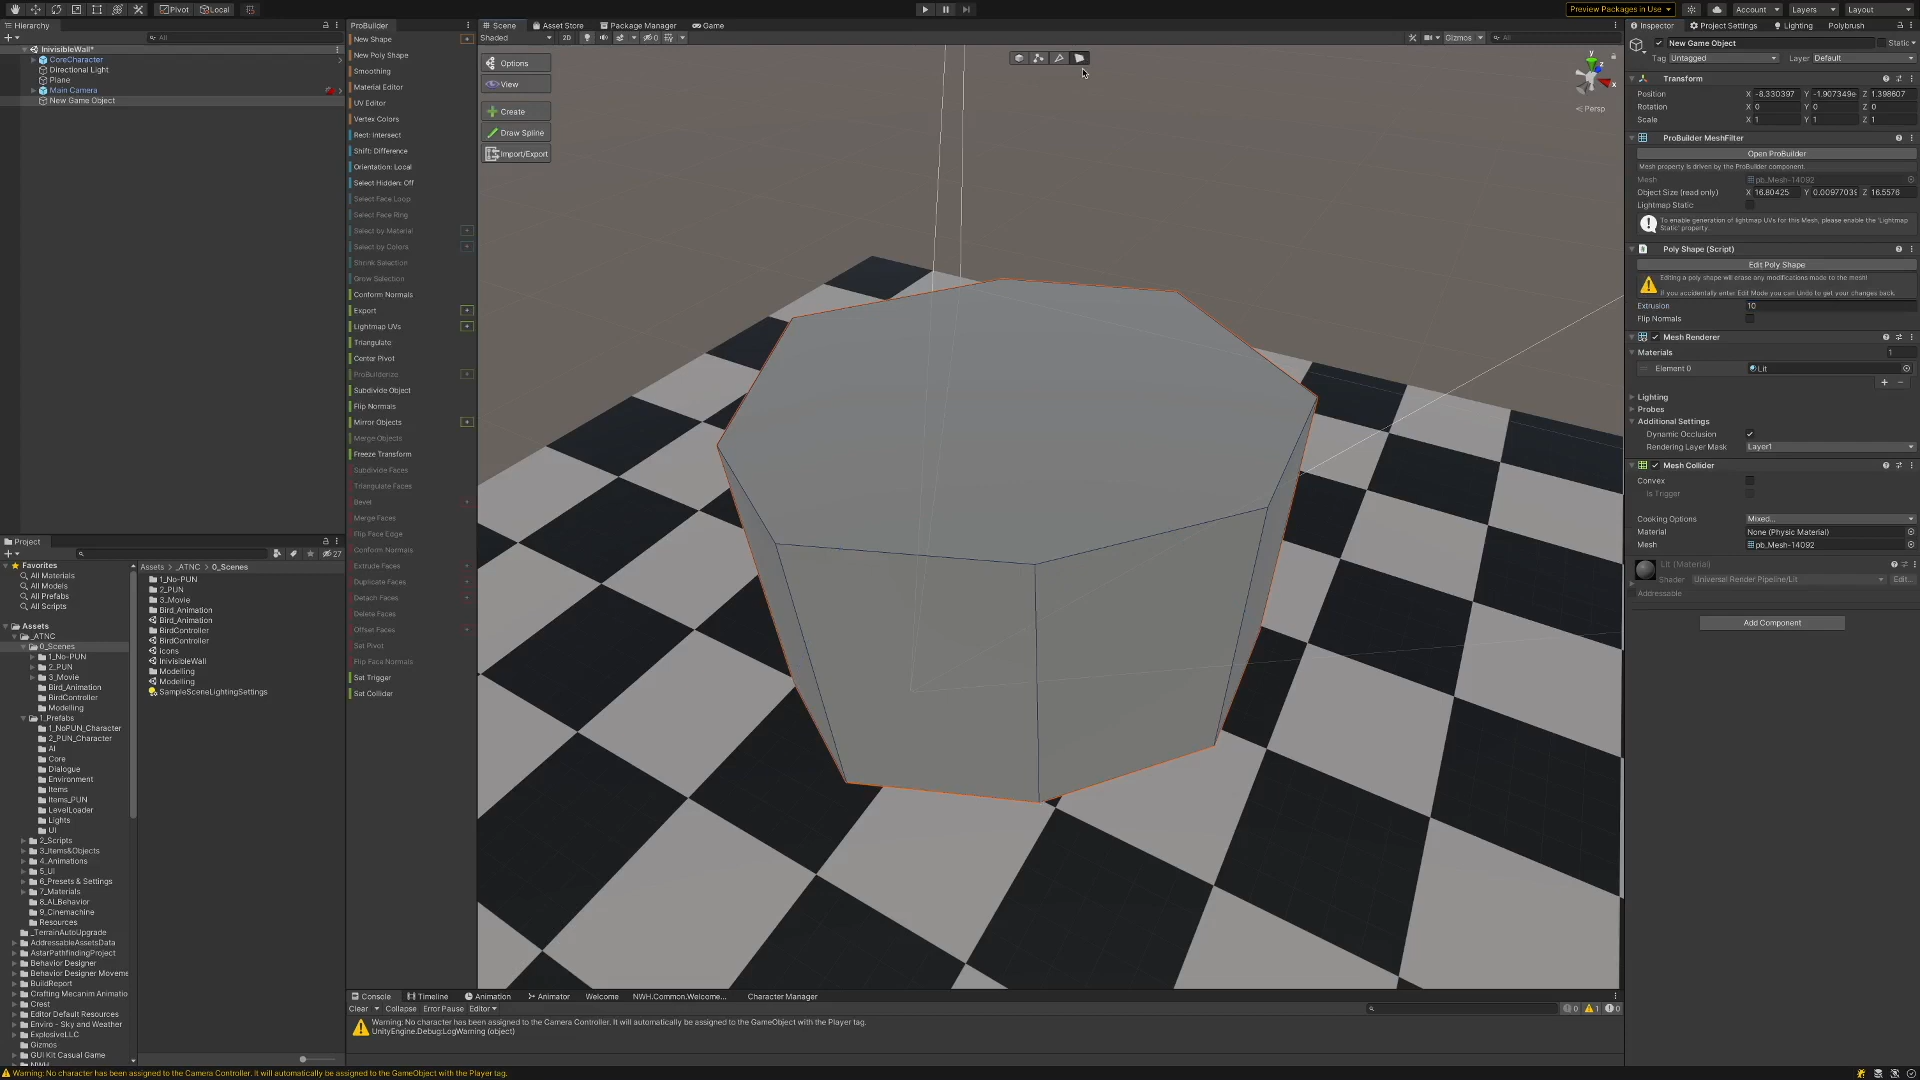 Pivot
Local
Preview Packages in Use
Account
Layers
Layout
Hierarchy
All
InvisibleWall*
CoreCharacter
Directional Light
Plane
Main Camera
New Game Object
ProBuilder
New Shape
New Poly Shape
Smoothing
Material Editor
UV Editor
Vertex Colors
Rect: Intersect
Shift: Difference
Orientation: Local
Select Hidden: Off
Select Face Loop
Select Face Ring
Select by Material
Select by Colors
Shrink Selection
Grow Selection
Conform Normals
Export
Lightmap UVs
Triangulate
Center Pivot
ProBuilderize
Subdivide Object
Flip Normals
Mirror Objects
Merge Objects
Freeze Transform
Subdivide Faces
Triangulate Faces
Bevel
Merge Faces
Flip Face Edge
Conform Normals
Extrude Faces
Duplicate Faces
Detach Faces
Delete Faces
Offset Faces
Set Pivot
Flip Face Normals
Set Trigger
Set Collider
Scene
Asset Store
Package Manager
Game
Shaded
2D
0
Gizmos
All
Options
View
Create
Draw Spline
Import/Export
y
z
x
Persp
Inspector
Project Settings
Lighting
Polybrush
New Game Object
Static
Tag Untagged
Layer Default
Transform
Position X -8.330397 Y -1.907349e- Z 1.398607
Rotation X 0 Y 0 Z 0
Scale X 1 Y 1 Z 1
ProBuilder MeshFilter
Open ProBuilder
Mesh property is driven by the ProBuilder component.
Mesh pb_Mesh-14092
Object Size (read only) X 16.80425 Y 0.00977039 Z 16.5576
Lightmap Static
To enable generation of lightmap UVs for this Mesh, please enable the 'Lightmap
Static' property.
Poly Shape (Script)
Edit Poly Shape
Editing a poly shape will erase any modifications made to the mesh!
If you accidentally enter Edit Mode you can Undo to get your changes back.
Extrusion 10
Flip Normals
Mesh Renderer
Materials 1
Element 0 Lit
Lighting
Probes
Additional Settings
Dynamic Occlusion
Rendering Layer Mask Layer1
Mesh Collider
Convex
Is Trigger
Cooking Options Mixed...
Material None (Physic Material)
Mesh pb_Mesh-14092
Lit (Material)
Shader Universal Render Pipeline/Lit Edit...
Addressable
Add Component
Project
27
Favorites
All Materials
All Models
All Prefabs
All Scripts
Assets
_ATNC
0_Scenes
1_No-PUN
2_PUN
3_Movie
Bird_Animation
BirdController
Modelling
1_Prefabs
1_NoPUN_Character
2_PUN_Character
AI
Core
Dialogue
Environment
Items
Items_PUN
LevelLoader
Lights
UI
2_Scripts
3_Items&Objects
4_Animations
5_UI
6_Presets & Settings
7_Materials
8_AI_Behavior
9_Cinemachine
Resources
_TerrainAutoUpgrade
AddressableAssetsData
AstarPathfindingProject
Behavior Designer
Behavior Designer Moveme
BuildReport
Crafting Mecanim Animatio
Crest
Editor Default Resources
Enviro - Sky and Weather
ExplosiveLLC
Gizmos
GUI Kit Casual Game
NWH
Assets > _ATNC > 0_Scenes
1_No-PUN
2_PUN
3_Movie
Bird_Animation
Bird_Animation
BirdController
BirdController
icons
InivisibleWall
Modelling
Modelling
SampleSceneLightingSettings
Console
Timeline
Animation
Animator
Welcome
NWH.Common.Welcome...
Character Manager
Clear
Collapse
Error Pause
Editor
0
1
0
Warning: No character has been assigned to the Camera Controller. It will automatically be assigned to the GameObject with the Player tag.
UnityEngine.Debug:LogWarning (object)
Warning: No character has been assigned to the Camera Controller. It will automatically be assigned to the GameObject with the Player tag.